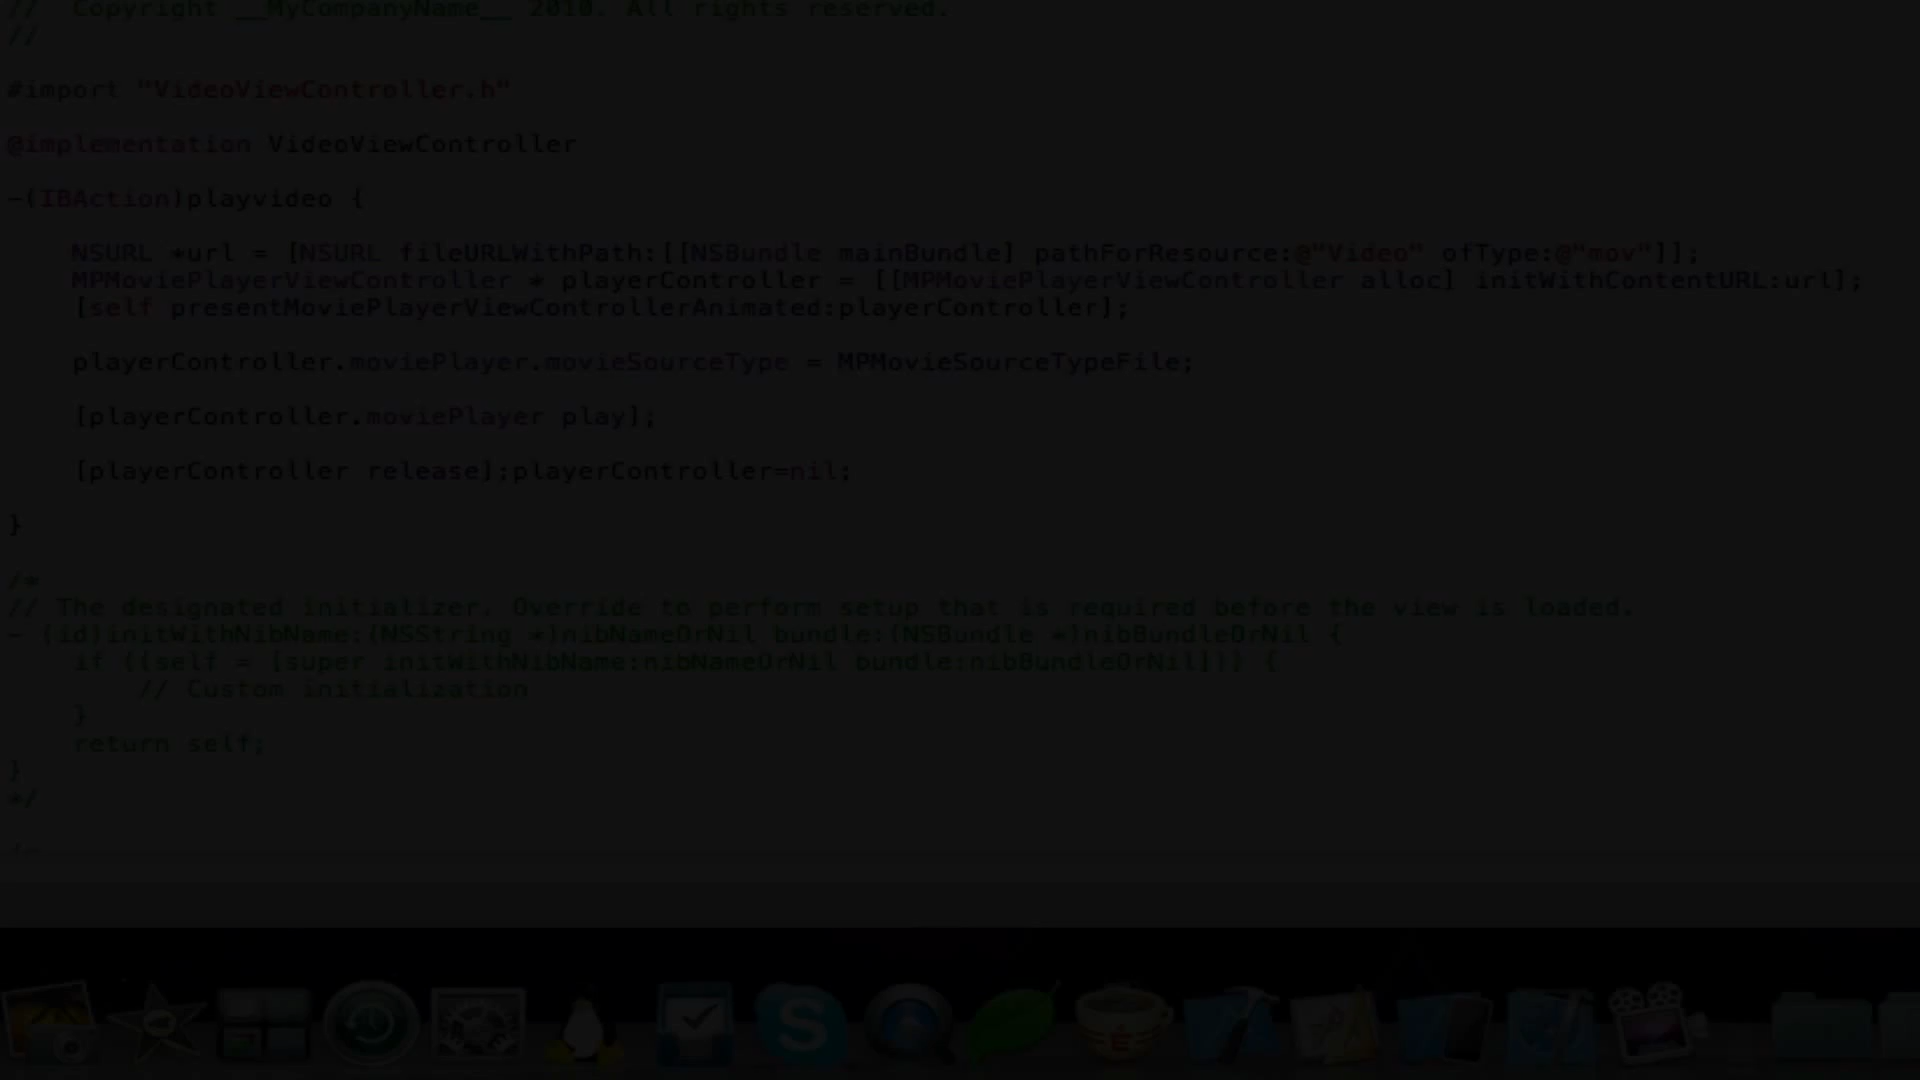 //  Copyright __MyCompanyName__ 2010. All rights reserved.
//
#import "VideoViewController.h"
@implementation VideoViewController
-(IBAction)playvideo {
NSURL *url = [NSURL fileURLWithPath:[[NSBundle mainBundle] pathForResource:@"Video" ofType:@"mov"]];
MPMoviePlayerViewController * playerController = [[MPMoviePlayerViewController alloc] initWithContentURL:url];
[self presentMoviePlayerViewControllerAnimated:playerController];
playerController.moviePlayer.movieSourceType = MPMovieSourceTypeFile;
[playerController.moviePlayer play];
[playerController release];playerController=nil;
}
/*
// The designated initializer. Override to perform setup that is required before the view is loaded.
- (id)initWithNibName:(NSString *)nibNameOrNil bundle:(NSBundle *)nibBundleOrNil {
if ((self = [super initWithNibName:nibNameOrNil bundle:nibBundleOrNil])) {
// Custom initialization
}
return self;
}
*/